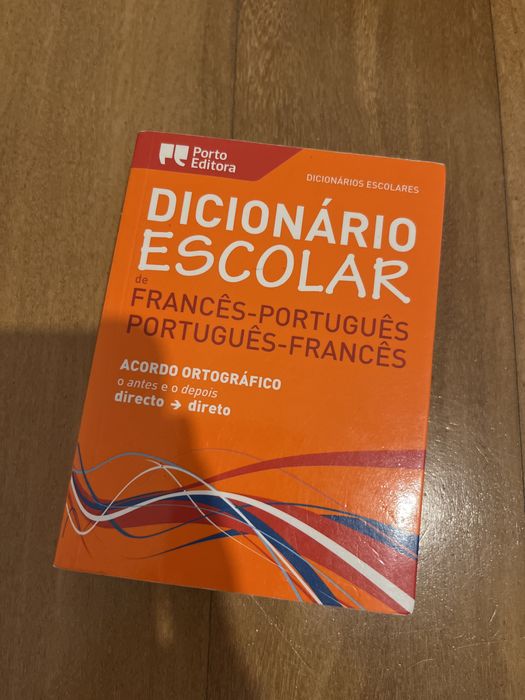 Porto
Editora
DICIONÁRIOS ESCOLARES
DICIONÁRIO
ESCOLAR
de
FRANCÊS-PORTUGUÊS
PORTUGUÊS-FRANCÊS
ACORDO ORTOGRÁFICO
o antes e o depois
directo → direto